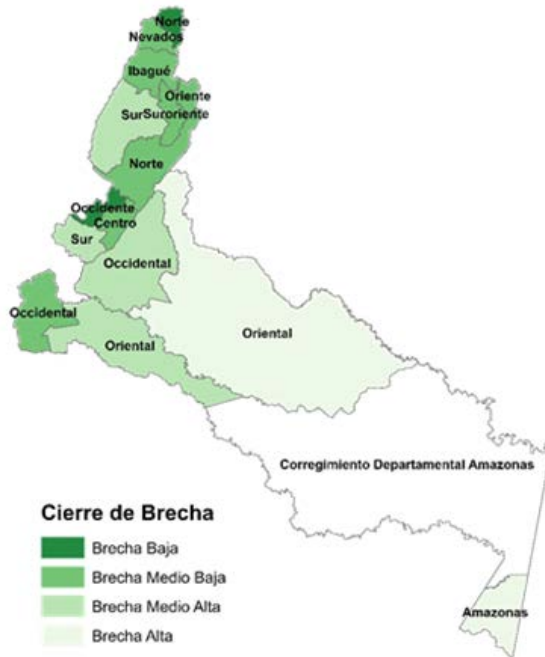 Norte
Nevados
Ibagué
Oriente
Sur
Suroriente
Norte
Occidente
Centro
Sur
Occidental
Occidental
Oriental
Oriental
Corregimiento Departamental Amazonas
Cierre de Brecha
Brecha Baja
Brecha Medio Baja
Brecha Medio Alta
Brecha Alta
Amazonas